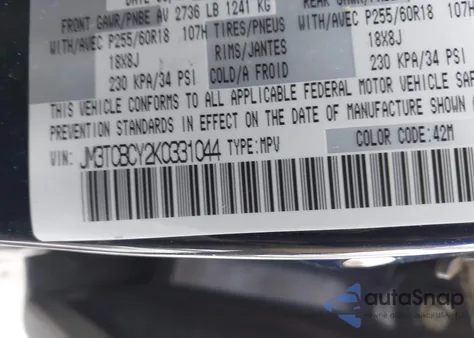 FRONT GAWR/PNBE AV 2736 LB 1241 KG
WITH/AVEC P255/60R18 107H TIRES/PNEUS WITH/AVEC P255/60R18 107H
18X8J RIMS/JANTES 18X8J
230 KPA/34 PSI COLD/A FROID 230 KPA/34 PSI
THIS VEHICLE CONFORMS TO ALL APPLICABLE FEDERAL MOTOR VEHICLE
PREVENTION STANDARDS IN EFFECT ON THE DATE OF MANUFACTURE SHOWN
VIN: JM3TCBCY2K0331044 TYPE:MPV COLOR CODE:42M
autoSnap